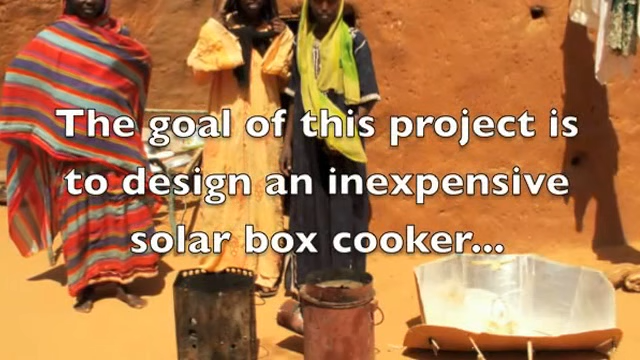 The goal of this project is
to design an inexpensive
solar box cooker...